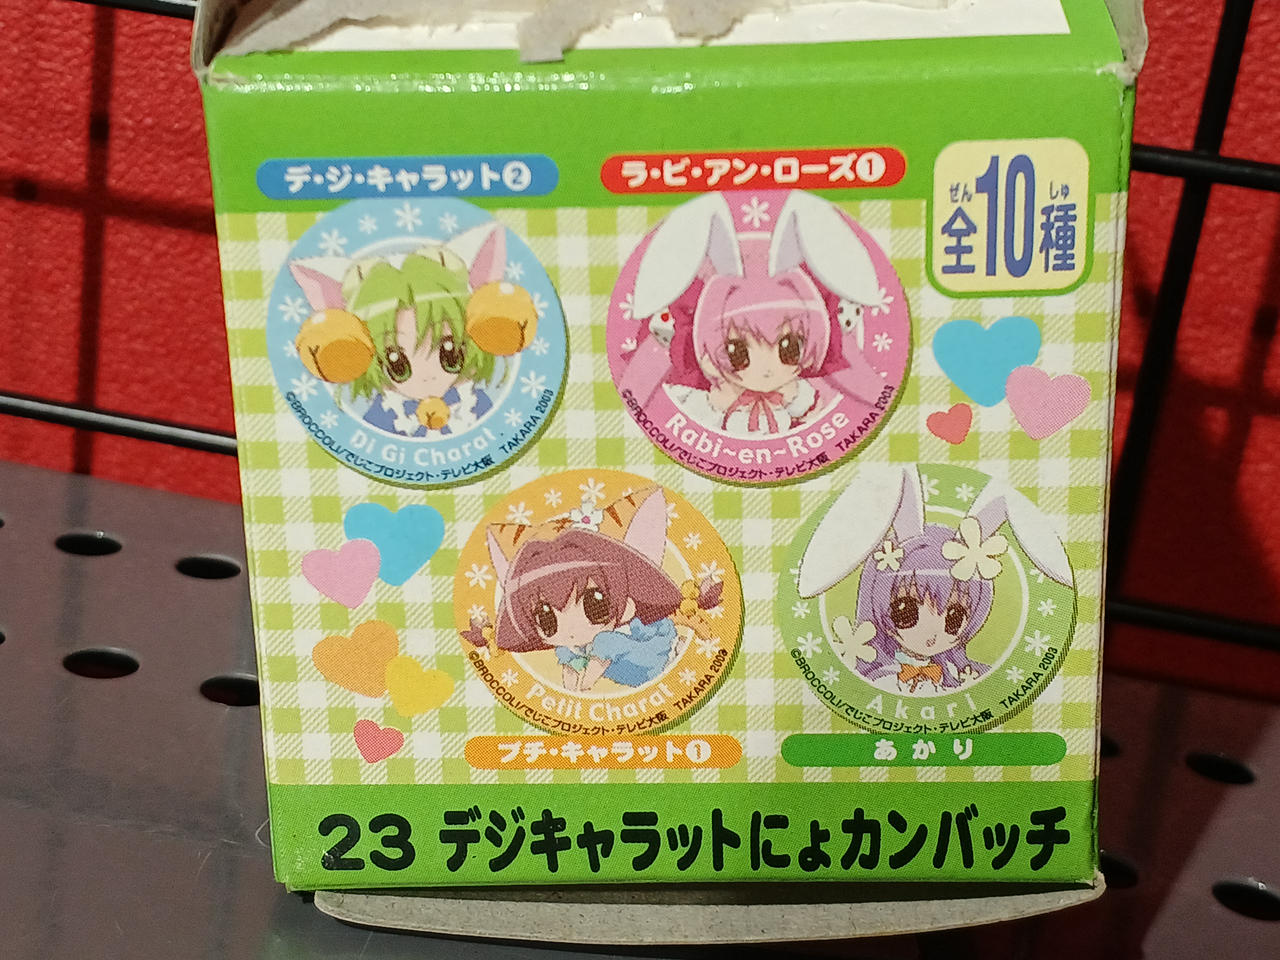 デ・ジ・キャラット②
ラ・ビ・アン・ローズ①
ぜん しゅ
全10種
Di Gi Charat
©BROCCOLI/でじこプロジェクト・テレビ大阪 TAKARA 2003
Rabi~en~Rose
©BROCCOLI/でじこプロジェクト・テレビ大阪 TAKARA 2003
Petit Charat
©BROCCOLI/でじこプロジェクト・テレビ大阪 TAKARA 2003
Akari
©BROCCOLI/でじこプロジェクト・テレビ大阪 TAKARA 2003
プチ・キャラット①
あかり
23 デジキャラットにょカンバッチ